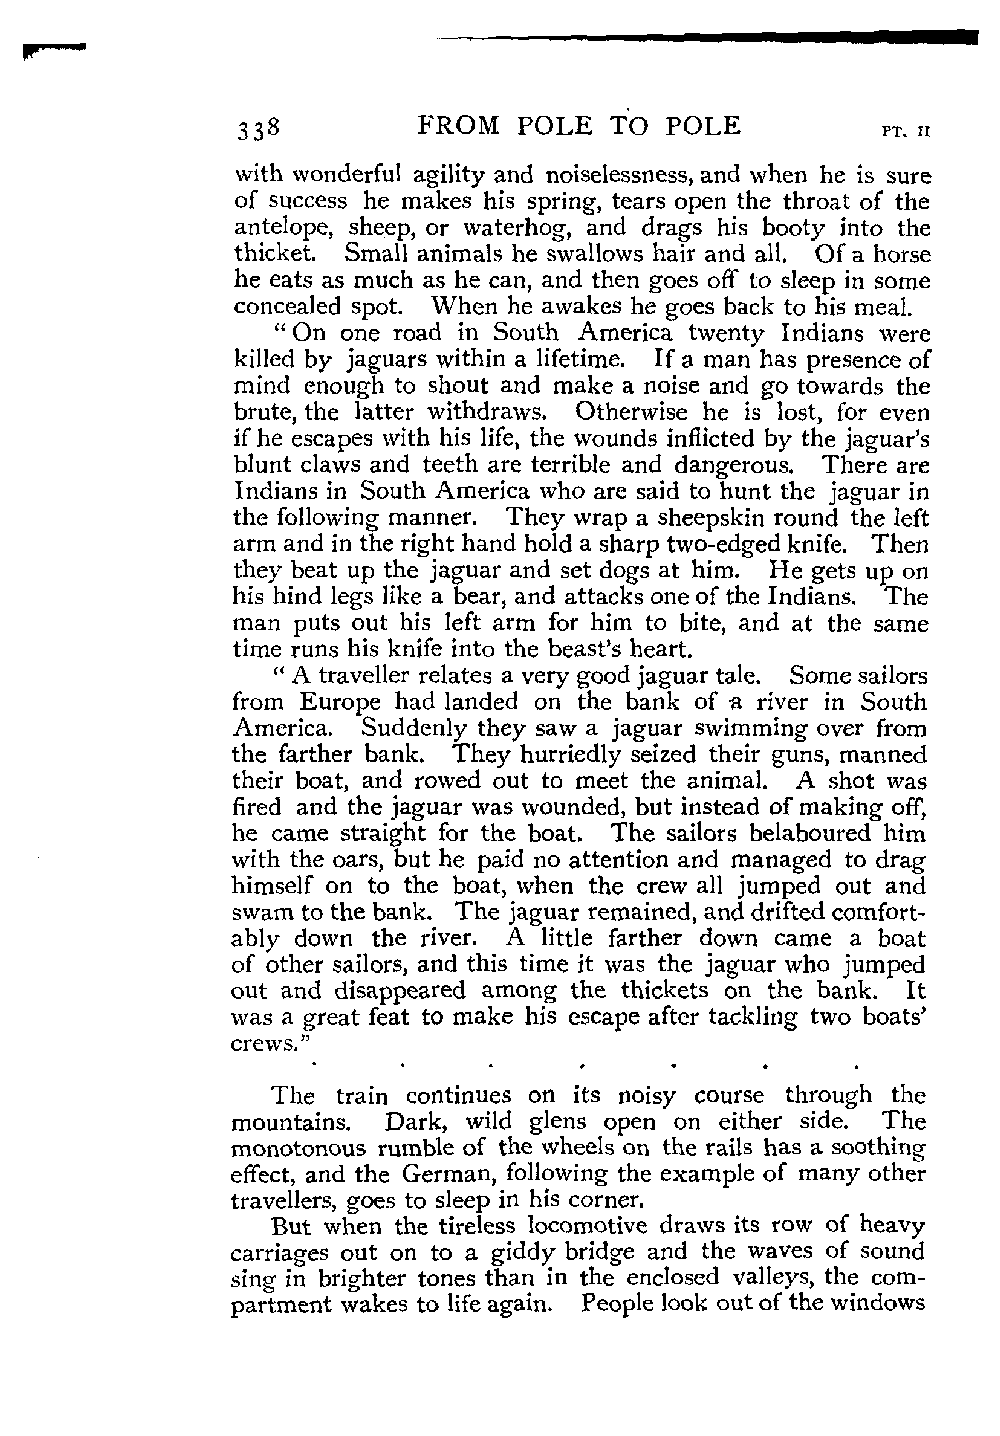 338 FROM POLE TO POLE PT. II
with wonderful agility and noiselessness, and when he is sure
of success he makes his spring, tears open the throat of the
antelope, sheep, or waterhog, and drags his booty into the
thicket. Small animals he swallows hair and all. Of a horse
he eats as much as he can, and then goes off to sleep in some
concealed spot. When he awakes he goes back to his meal.
“On one road in South America twenty Indians were
killed by jaguars within a lifetime. If a man has presence of
mind enough to shout and make a noise and go towards the
brute, the latter withdraws. Otherwise he is lost, for even
if he escapes with his life, the wounds inflicted by the jaguar’s
blunt claws and teeth are terrible and dangerous. There are
Indians in South America who are said to hunt the jaguar in
the following manner. They wrap a sheepskin round the left
arm and in the right hand hold a sharp two-edged knife. Then
they beat up the jaguar and set dogs at him. He gets up on
his hind legs like a bear, and attacks one of the Indians. The
man puts out his left arm for him to bite, and at the same
time runs his knife into the beast’s heart.
“A traveller relates a very good jaguar tale. Some sailors
from Europe had landed on the bank of a river in South
America. Suddenly they saw a jaguar swimming over from
the farther bank. They hurriedly seized their guns, manned
their boat, and rowed out to meet the animal. A shot was
fired and the jaguar was wounded, but instead of making off,
he came straight for the boat. The sailors belaboured him
with the oars, but he paid no attention and managed to drag
himself on to the boat, when the crew all jumped out and
swam to the bank. The jaguar remained, and drifted comfort-
ably down the river. A little farther down came a boat
of other sailors, and this time it was the jaguar who jumped
out and disappeared among the thickets on the bank. It
was a great feat to make his escape after tackling two boats’
crews.”
. . . . . . .
The train continues on its noisy course through the
mountains. Dark, wild glens open on either side. The
monotonous rumble of the wheels on the rails has a soothing
effect, and the German, following the example of many other
travellers, goes to sleep in his corner.
But when the tireless locomotive draws its row of heavy
carriages out on to a giddy bridge and the waves of sound
sing in brighter tones than in the enclosed valleys, the com-
partment wakes to life again. People look out of the windows